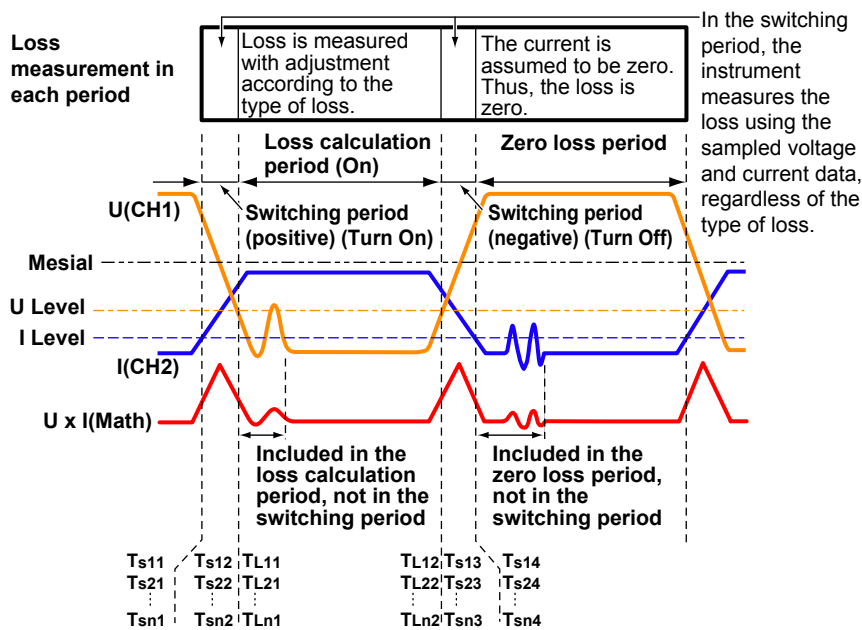 Loss
measurement in
each period
Loss is measured
with adjustment
according to the
type of loss.
The current is
assumed to be zero.
Thus, the loss is
zero.
In the switching
period, the
instrument
measures the
loss using the
sampled voltage
and current data,
regardless of the
type of loss.
Loss calculation
period (On)
Zero loss period
U(CH1)
Switching period
(positive) (Turn On)
Switching period
(negative) (Turn Off)
Mesial
U Level
I Level
I(CH2)
U x I(Math)
Included in the
loss calculation
period, not in the
switching period
Included in the
zero loss period,
not in the
switching period
Ts11 Ts12 TL11 TL12 Ts13 Ts14
Ts21 Ts22 TL21 TL22 Ts23 Ts24
Tsn1 Tsn2 TLn1 TLn2 Tsn3 Tsn4